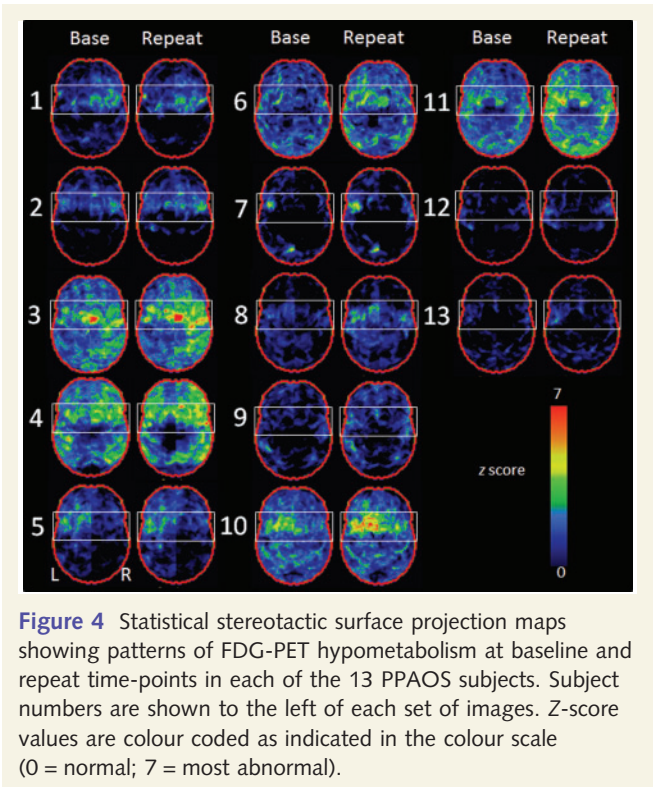 Base Repeat Base Repeat Base Repeat
1 6 11
2 7 12
3 8 13
4 9
7
z score
5 10
L R
0
Figure 4 Statistical stereotactic surface projection maps
showing patterns of FDG-PET hypometabolism at baseline and
repeat time-points in each of the 13 PPAOS subjects. Subject
numbers are shown to the left of each set of images. Z-score
values are colour coded as indicated in the colour scale
(0 = normal; 7 = most abnormal).